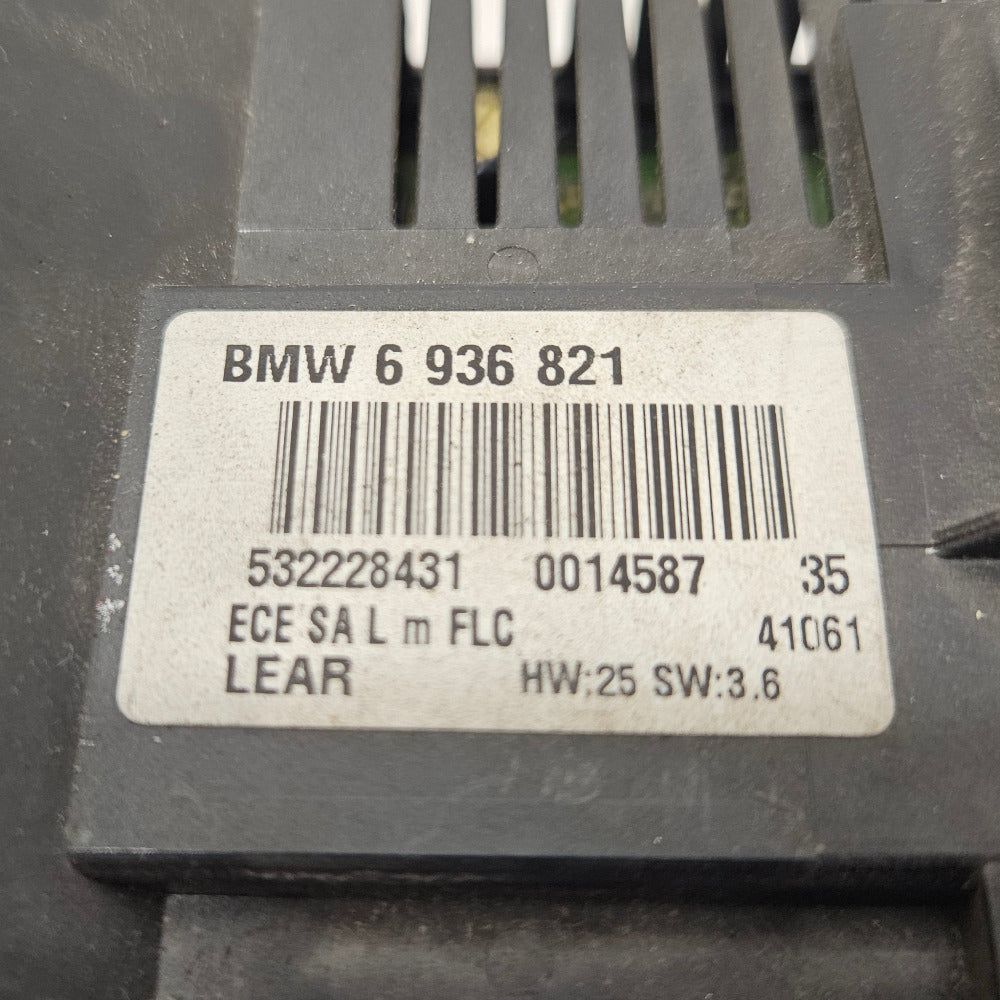 BMW 6 936 821
532228431 0014587 35
ECE SA L m FLC 41061
LEAR HW:25 SW:3.6